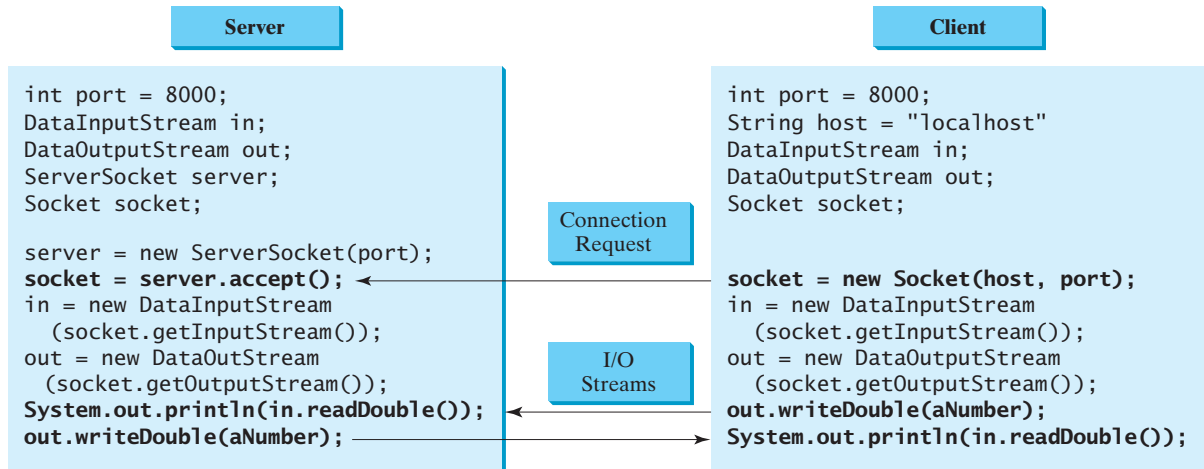 Server
int port = 8000;
DataInputStream in;
DataOutputStream out;
ServerSocket server;
Socket socket;
server = new ServerSocket(port);
socket = server.accept();
in = new DataInputStream
(socket.getInputStream());
out = new DataOutStream
(socket.getOutputStream());
System.out.println(in.readDouble());
out.writeDouble(aNumber);
Connection
Request
I/O
Streams
Client
int port = 8000;
String host = "localhost"
DataInputStream in;
DataOutputStream out;
Socket socket;
socket = new Socket(host, port);
in = new DataInputStream
(socket.getInputStream());
out = new DataOutputStream
(socket.getOutputStream());
out.writeDouble(aNumber);
System.out.println(in.readDouble());